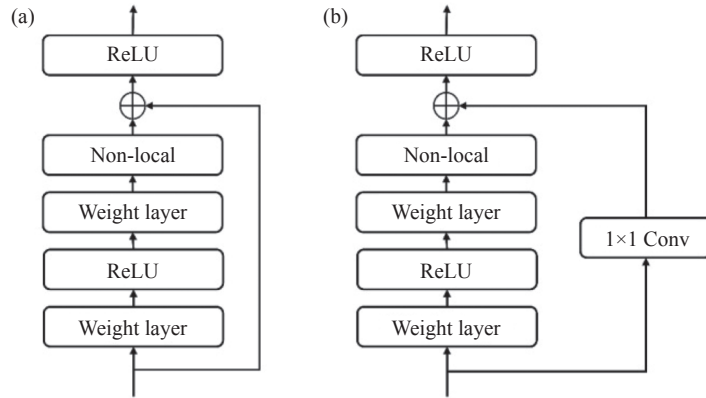 (a)
ReLU
Non-local
Weight layer
ReLU
Weight layer
(b)
ReLU
Non-local
Weight layer
ReLU
Weight layer
1×1 Conv